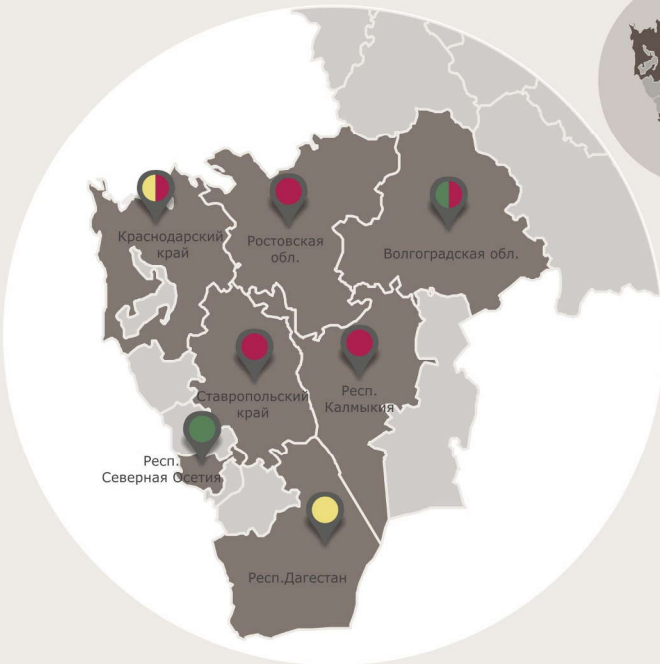 Краснодарский
край
Ростовская
обл.
Волгоградская обл.
Ставропольский
край
Респ.
Калмыкия
Респ.
Северная Осетия
Респ.Дагестан